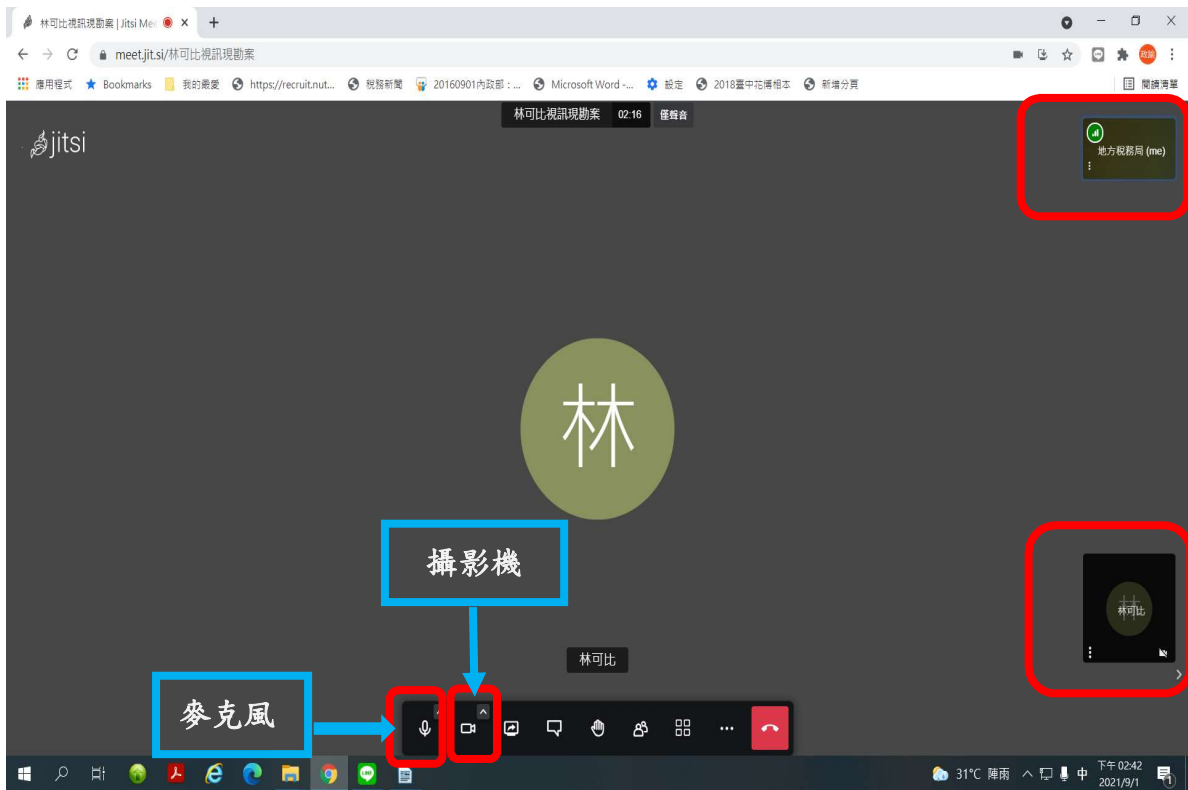 林可比視訊現勘案 | Jitsi Mee
meet.jit.si/林可比視訊現勘案
政諭
應用程式 Bookmarks 我的最愛 https://recruit.nut... 稅務新聞 20160901內政部：... Microsoft Word -... 設定 2018臺中花博相本 新增分頁 閱讀清單
林可比視訊現勘案 02:16 僅聲音
jitsi
地方稅務局 (me)
林
攝影機
林可比
林可比
麥克風
LINE
31°C 陣雨 中 下午 02:42
2021/9/1
1